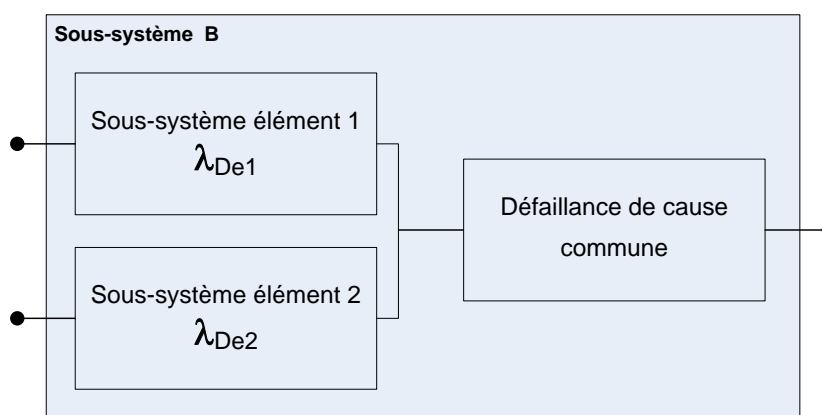 Sous-système B
Sous-système élément 1
λDe1
Sous-système élément 2
λDe2
Défaillance de cause
commune